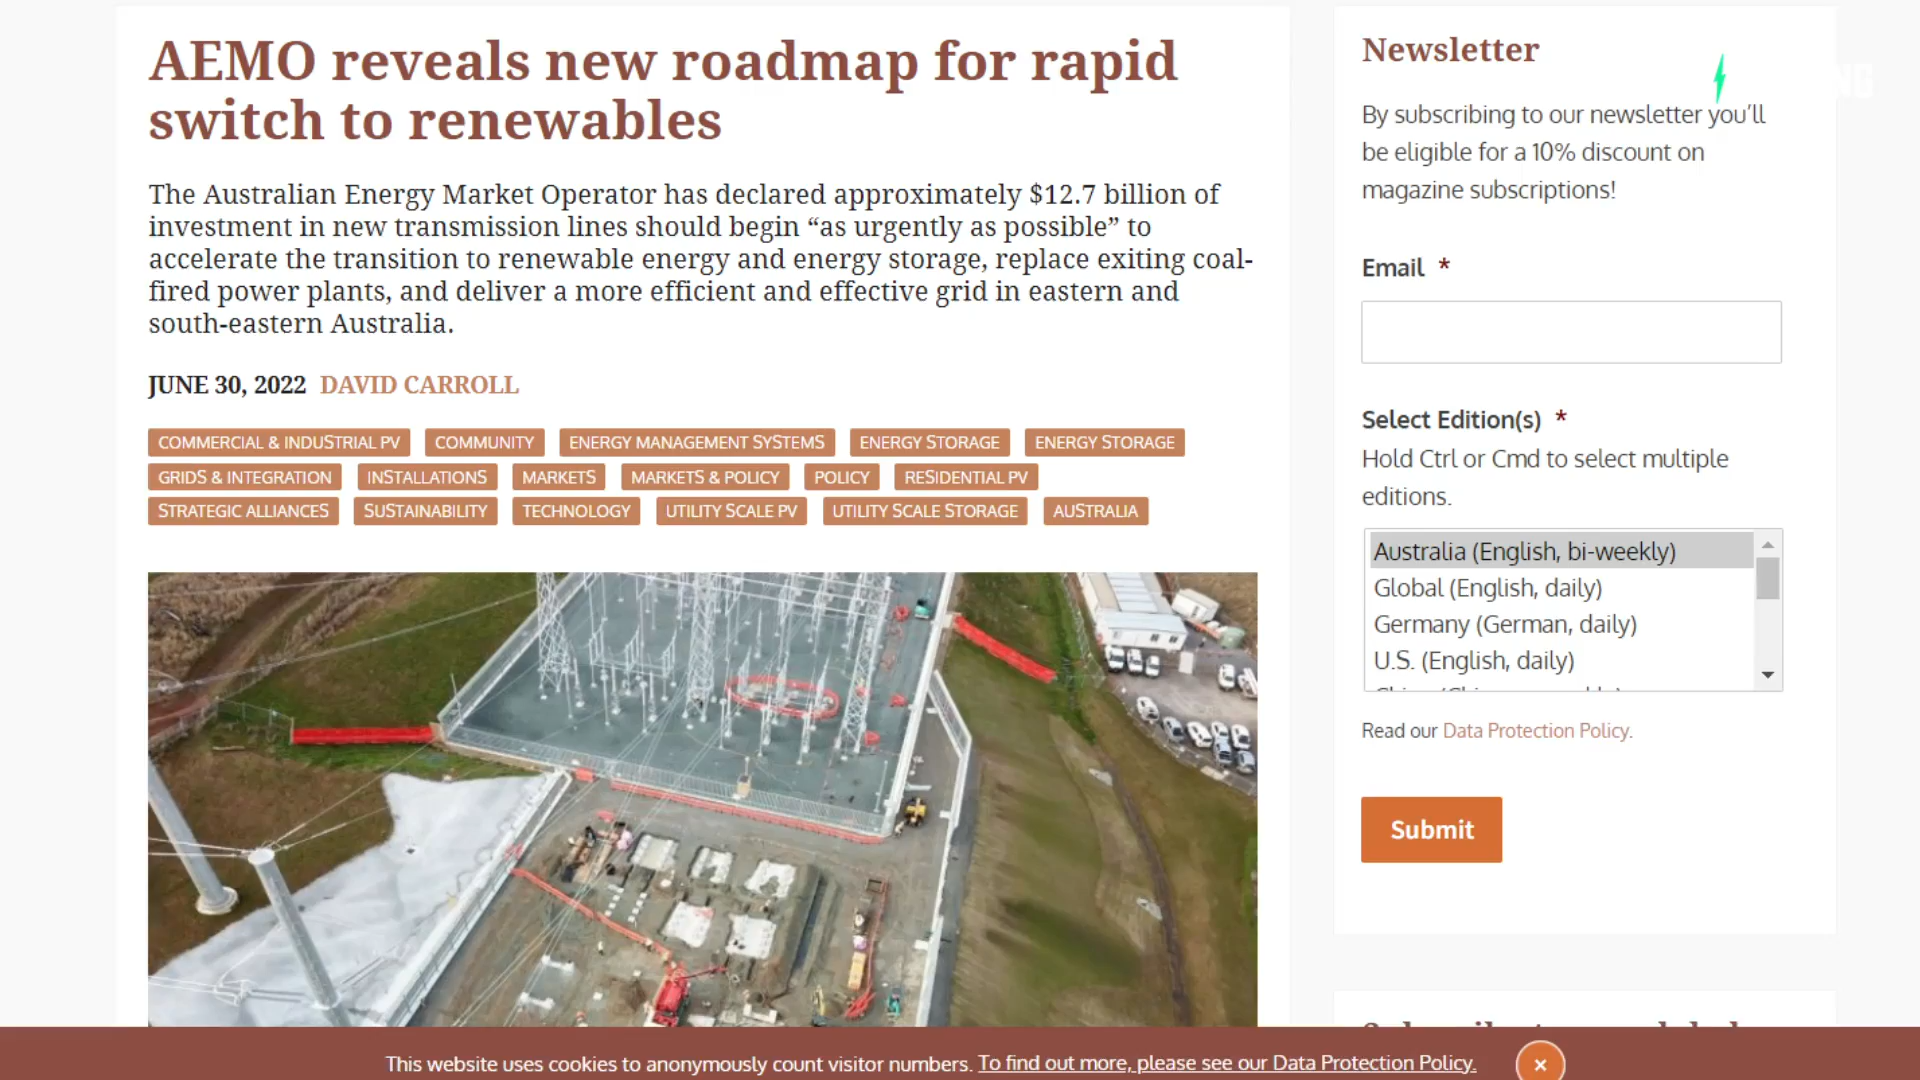 AEMO reveals new roadmap for rapid
switch to renewables
The Australian Energy Market Operator has declared approximately $12.7 billion of
investment in new transmission lines should begin “as urgently as possible” to
accelerate the transition to renewable energy and energy storage, replace exiting coal-
fired power plants, and deliver a more efficient and effective grid in eastern and
south-eastern Australia.
JUNE 30, 2022 DAVID CARROLL
COMMERCIAL & INDUSTRIAL PV COMMUNITY ENERGY MANAGEMENT SYSTEMS ENERGY STORAGE ENERGY STORAGE
GRIDS & INTEGRATION INSTALLATIONS MARKETS MARKETS & POLICY POLICY RESIDENTIAL PV
STRATEGIC ALLIANCES SUSTAINABILITY TECHNOLOGY UTILITY SCALE PV UTILITY SCALE STORAGE AUSTRALIA
Newsletter
By subscribing to our newsletter you’ll
be eligible for a 10% discount on
magazine subscriptions!
Email *
Select Edition(s) *
Hold Ctrl or Cmd to select multiple
editions.
Australia (English, bi-weekly)
Global (English, daily)
Germany (German, daily)
U.S. (English, daily)
Read our Data Protection Policy.
Submit
This website uses cookies to anonymously count visitor numbers. To find out more, please see our Data Protection Policy.